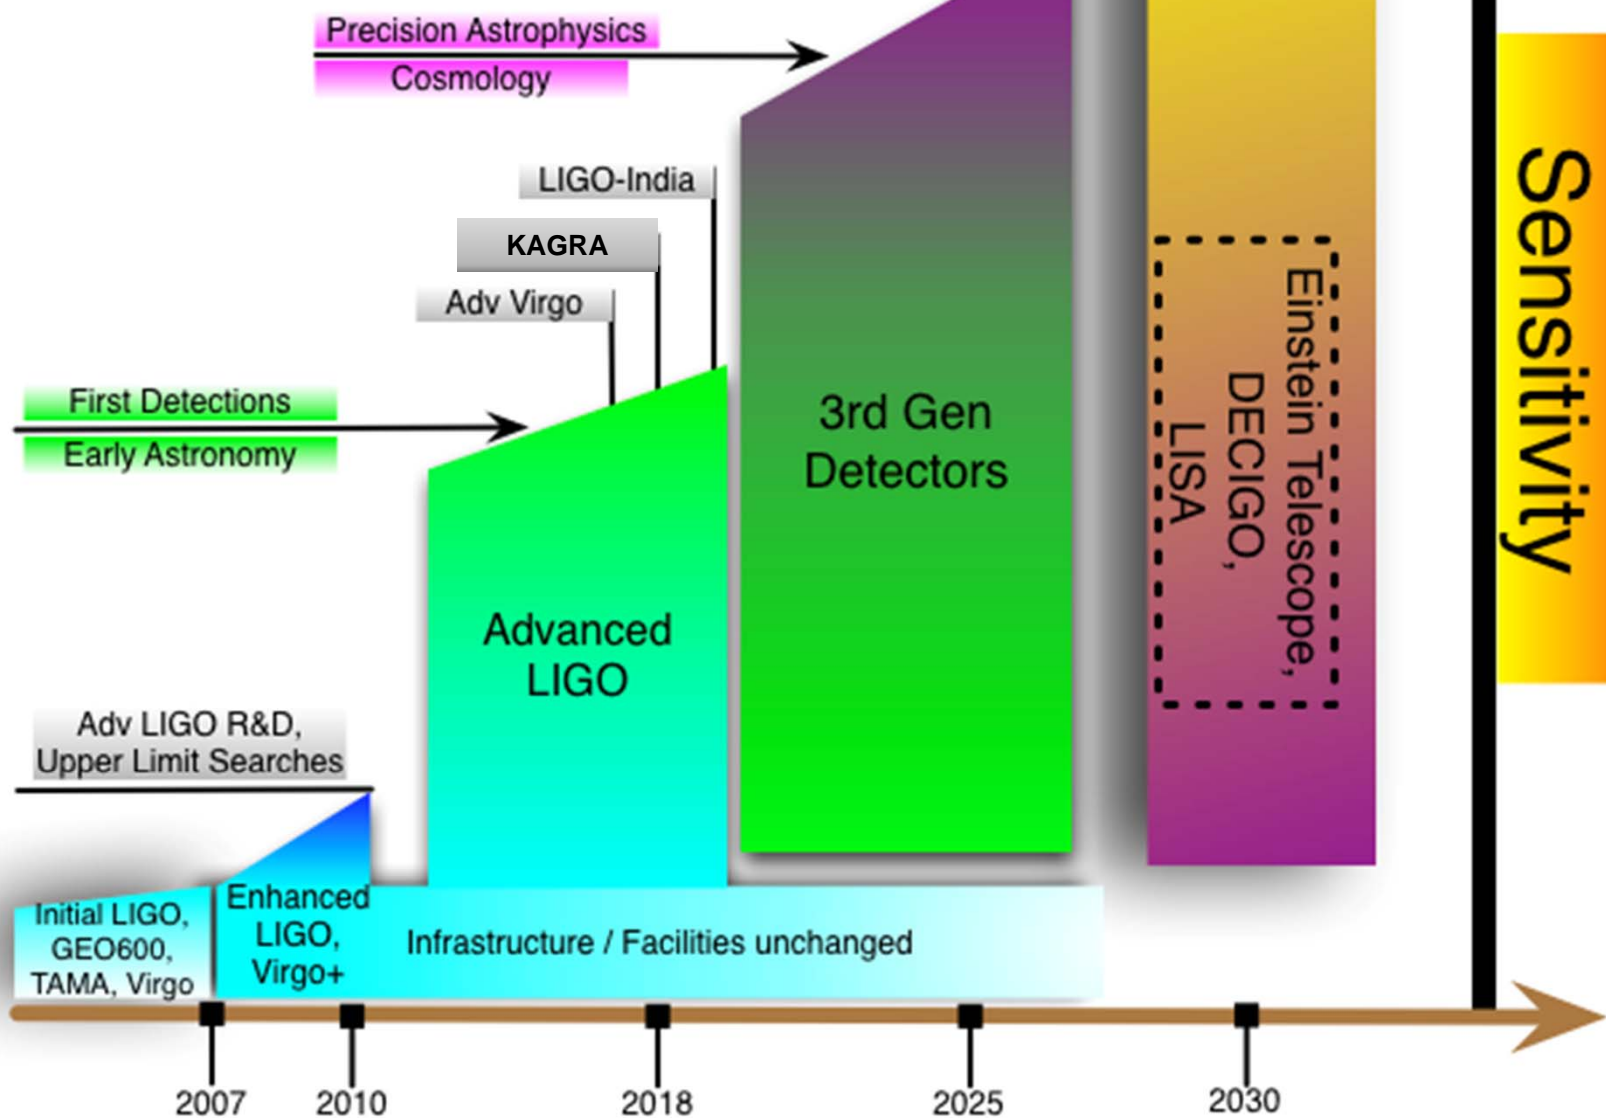 Precision Astrophysics
Cosmology
LIGO-India
KAGRA
Adv Virgo
First Detections
Early Astronomy
Adv LIGO R&D,
Upper Limit Searches
Advanced
LIGO
3rd Gen
Detectors
Einstein Telescope,
DECIGO,
LISA
Sensitivity
Initial LIGO,
GEO600,
TAMA, Virgo
Enhanced
LIGO,
Virgo+
Infrastructure / Facilities unchanged
2007
2010
2018
2025
2030